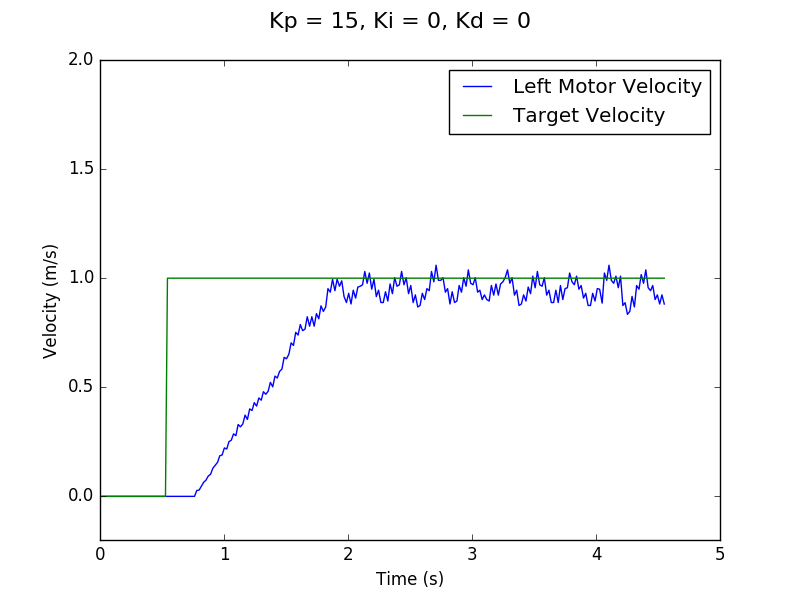 Kp = 15, Ki = 0, Kd = 0
2.0
Left Motor Velocity
Target Velocity
1.5
1.0
0.5
0.0
Velocity (m/s)
0 1 2 3 4 5
Time (s)